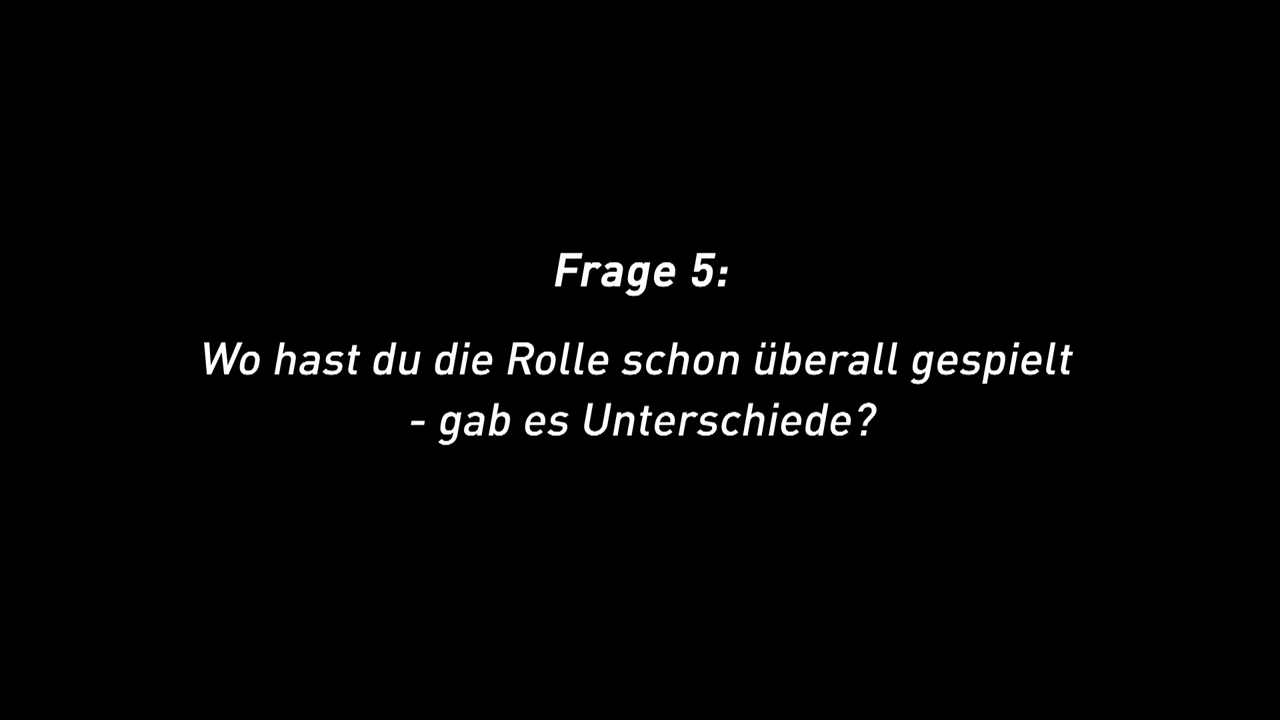 Frage 5:
Wo hast du die Rolle schon überall gespielt
- gab es Unterschiede?